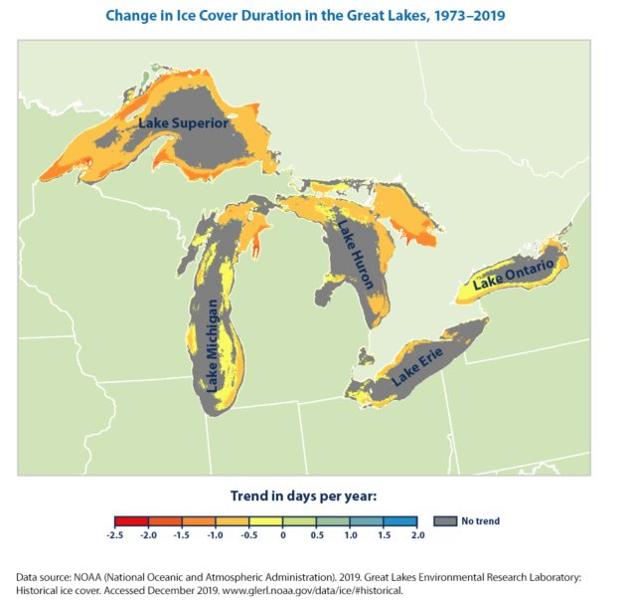 Change in Ice Cover Duration in the Great Lakes, 1973–2019
Lake Superior
Lake Huron
Lake Michigan
Lake Ontario
Lake Erie
Trend in days per year:
-2.5 -2.0 -1.5 -1.0 -0.5 0 0.5 1.0 1.5 2.0
No trend
Data source: NOAA (National Oceanic and Atmospheric Administration). 2019. Great Lakes Environmental Research Laboratory:
Historical ice cover. Accessed December 2019. www.glerl.noaa.gov/data/ice/#historical.